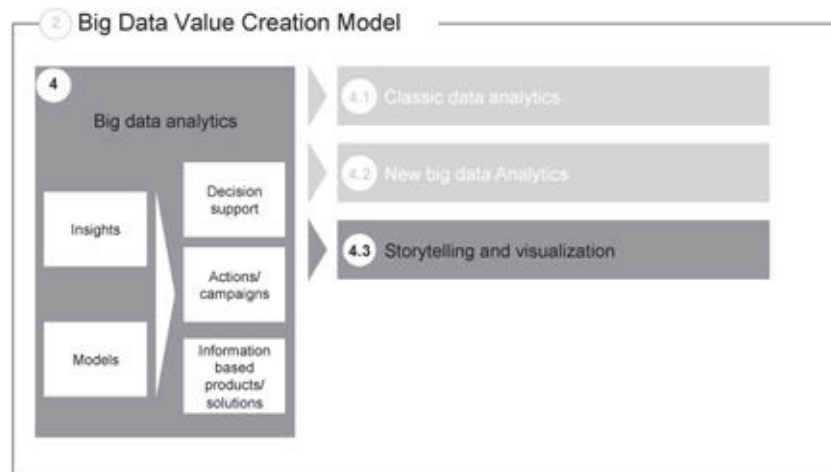 2 Big Data Value Creation Model
4
Big data analytics
Insights
Models
Decision
support
Actions/
campaigns
Information
based
products/
solutions
4.1 Classic data analytics
4.2 New big data Analytics
4.3 Storytelling and visualization